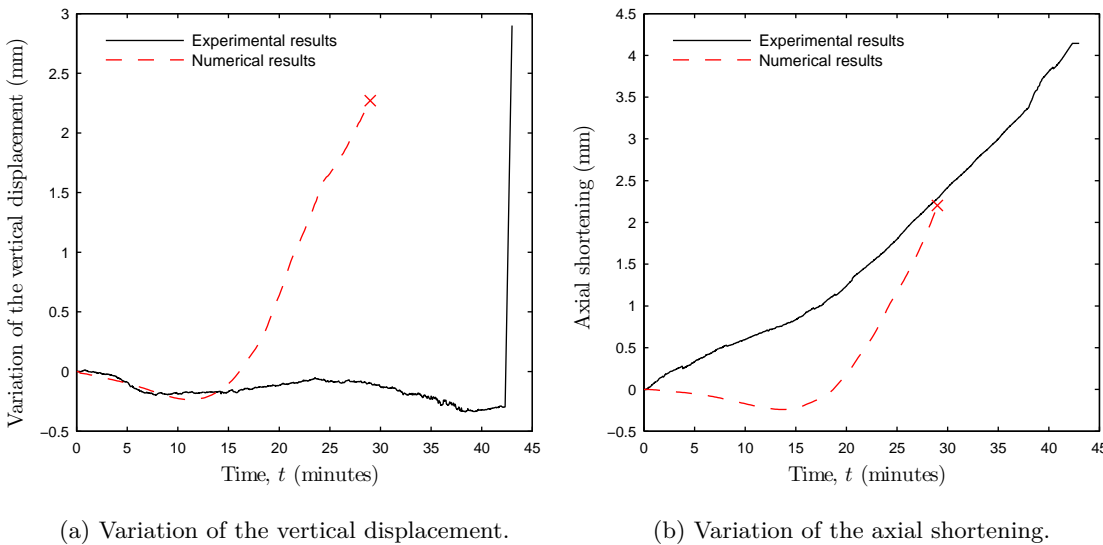 Variation of the vertical displacement (mm)
3
2.5
2
1.5
1
0.5
0
−0.5
Experimental results
Numerical results
0 5 10 15 20 25 30 35 40 45
Time, t (minutes)
(a) Variation of the vertical displacement.
Axial shortening (mm)
4.5
4
3.5
3
2.5
2
1.5
1
0.5
0
−0.5
Experimental results
Numerical results
0 5 10 15 20 25 30 35 40 45
Time, t (minutes)
(b) Variation of the axial shortening.